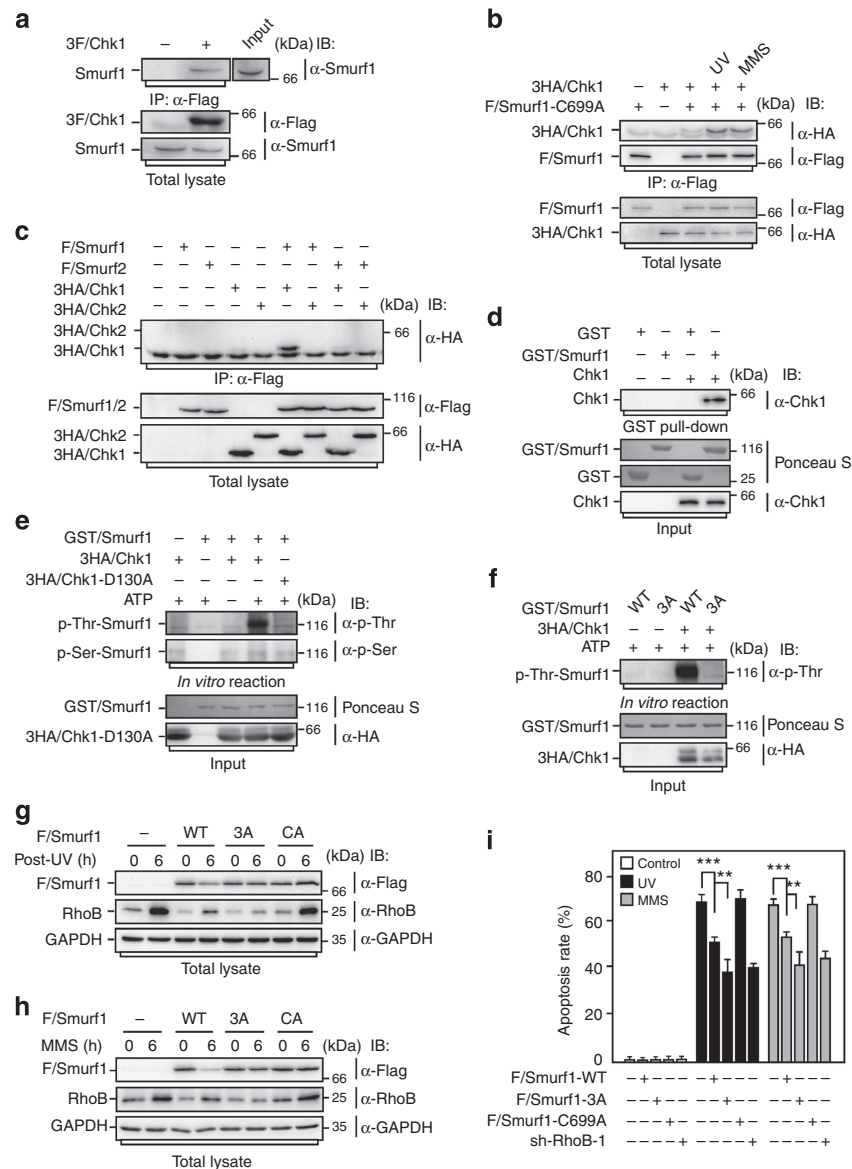 a
3F/Chk1 – + Input (kDa) IB:
Smurf1 66 α-Smurf1
IP: α-Flag
3F/Chk1 66 α-Flag
Smurf1 66 α-Smurf1
Total lysate
b
UV MMS
3HA/Chk1 – + + + +
F/Smurf1-C699A + – + + + (kDa) IB:
3HA/Chk1 66 α-HA
F/Smurf1 66 α-Flag
IP: α-Flag
F/Smurf1 66 α-Flag
3HA/Chk1 66 α-HA
Total lysate
c
F/Smurf1 – + – – – + + – –
F/Smurf2 – – + – – – – + +
3HA/Chk1 – – – + – + – + –
3HA/Chk2 – – – – + – + – + (kDa) IB:
3HA/Chk2 66
3HA/Chk1 α-HA
IP: α-Flag
F/Smurf1/2 116 α-Flag
3HA/Chk2 66
3HA/Chk1 α-HA
Total lysate
d
GST + – + –
GST/Smurf1 – + – +
Chk1 – – + + (kDa) IB:
Chk1 66 α-Chk1
GST pull-down
GST/Smurf1 116
GST 25 Ponceau S
Chk1 66 α-Chk1
Input
e
GST/Smurf1 – + + + +
3HA/Chk1 + – + + –
3HA/Chk1-D130A – – – – +
ATP + + – + + (kDa) IB:
p-Thr-Smurf1 116 α-p-Thr
p-Ser-Smurf1 116 α-p-Ser
In vitro reaction
GST/Smurf1 116 Ponceau S
3HA/Chk1-D130A 66 α-HA
Input
f
GST/Smurf1 WT 3A WT 3A
3HA/Chk1 – – + +
ATP + + + + (kDa) IB:
p-Thr-Smurf1 116 α-p-Thr
In vitro reaction
GST/Smurf1 116 Ponceau S
3HA/Chk1 66 α-HA
Input
g
F/Smurf1 – WT 3A CA
Post-UV (h) 0 6 0 6 0 6 0 6 (kDa) IB:
F/Smurf1 66 α-Flag
RhoB 25 α-RhoB
GAPDH 35 α-GAPDH
Total lysate
h
F/Smurf1 – WT 3A CA
MMS (h) 0 6 0 6 0 6 0 6 (kDa) IB:
F/Smurf1 66 α-Flag
RhoB 25 α-RhoB
GAPDH 35 α-GAPDH
Total lysate
i
Apoptosis rate (%)
80
60
40
20
0
Control
UV
MMS
*** ** *** **
F/Smurf1-WT – + – – – – + – – – – + – – –
F/Smurf1-3A – – + – – – – + – – – – + – –
F/Smurf1-C699A – – – + – – – – + – – – – + –
sh-RhoB-1 – – – – + – – – – + – – – – +